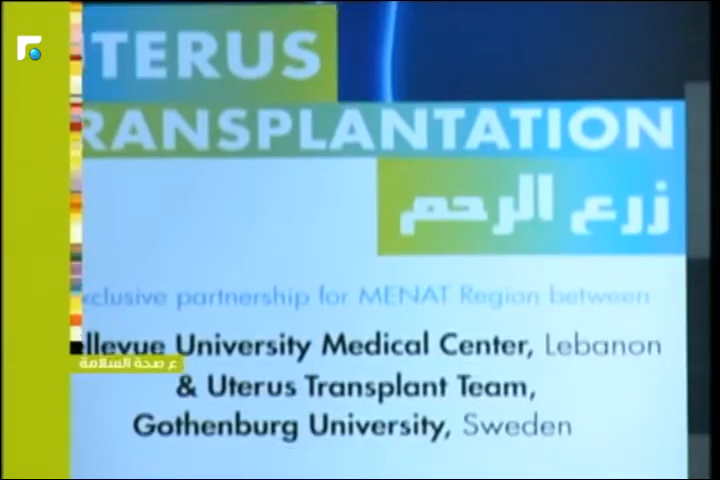 TERUS
RANSPLANTATION
زرع الرحم
xclusive partnership for MENAT Region between
ellevue University Medical Center, Lebanon
ع صحة السلامة
& Uterus Transplant Team,
Gothenburg University, Sweden